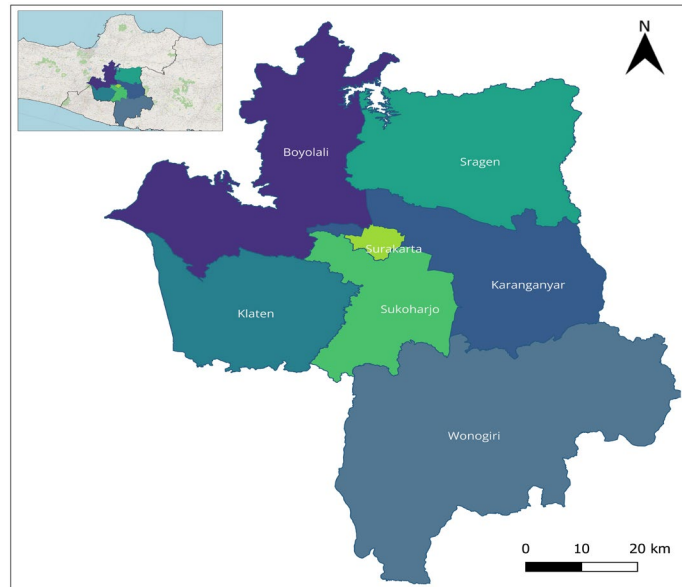 N
Boyolali
Sragen
Surakarta
Karanganyar
Klaten
Sukoharjo
Wonogiri
0 10 20 km